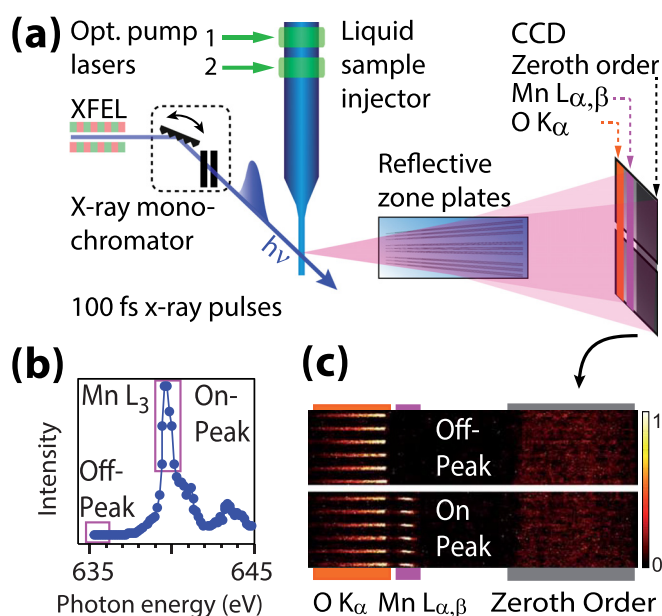 (a)
Opt. pump
lasers
1
2
Liquid
sample
injector
CCD
Zeroth order
Mn Lα,β
O Kα
XFEL
Reflective
zone plates
X-ray mono-
chromator
hν
100 fs x-ray pulses
(b)
Mn L3
On-
Peak
Off-
Peak
Intensity
635
645
Photon energy (eV)
(c)
Off-
Peak
On
Peak
1
0
O Kα
Mn Lα,β
Zeroth Order